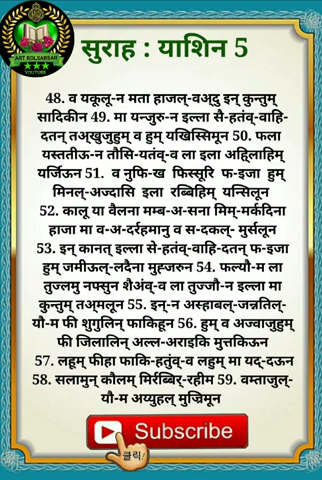 ART BOLSABSAR
YOUTUBE
सुराह : याशिन 5
48. व यकूलू-न मता हाजल्-वअ्दु इन् कुन्तुम्
सादिकीन 49. मा यन्जुरु-न इल्ला सै-हतंव्-वाहि-
दतन् तअ्खुजुहुम् व हुम् यखिस्सिमून 50. फला
यस्ततीऊ-न तौसि-यतंव्-व ला इला अह्लिाहिम्
यर्जिऊन 51. व नुफि-ख फिस्सूरि फ-इजा हुम्
मिनल्-अज्दासि इला रब्बिहिम् यन्सिलून
52. कालू या वैलना मम्ब-अ-सना मिम्-मर्कदिना
हाजा मा व-अ-दर्रहमानु व स-दकल्- मुर्सलून
53. इन् कानत् इल्ला सै-हतंव्-वाहि-दतन् फ-इजा
हुम् जमीऊल्-लदैना मुह्जरुन 54. फल्यौ-म ला
तुज्लमु नफ्सुन शैअंव्-व ला तुज्जौ-न इल्ला मा
कुन्तुम् तअ्मलून 55. इन्-न अस्हाबल्-जन्नतिल्-
यौ-म फी शुगुलिन् फाकिहून 56. हुम् व अज्वाजुहुम्
फी जिलालिन् अल्ल-अराइकि मुत्तकिऊन
57. लहूम् फीहा फाकि-हतुंव्-व लहुम् मा यद्-दऊन
58. सलामुन् कौलम् मिर्रब्बिर्-रहीम 59. वम्ताजुल्-
यौ-म अय्युहल् मुज्रिमून
Subscribe
클릭